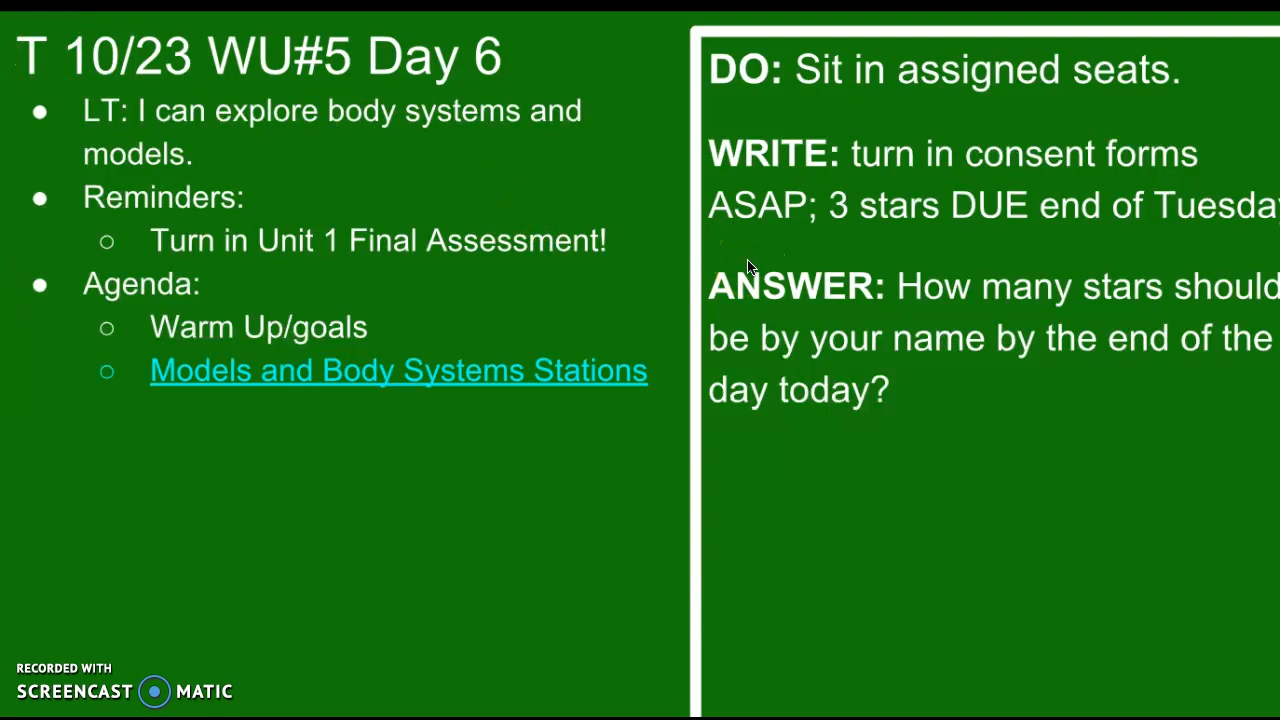 T 10/23 WU#5 Day 6
● LT: I can explore body systems and
models.
● Reminders:
○ Turn in Unit 1 Final Assessment!
● Agenda:
○ Warm Up/goals
○ Models and Body Systems Stations
DO: Sit in assigned seats.
WRITE: turn in consent forms
ASAP; 3 stars DUE end of Tuesday
ANSWER: How many stars should
be by your name by the end of the
day today?
RECORDED WITH
SCREENCAST MATIC